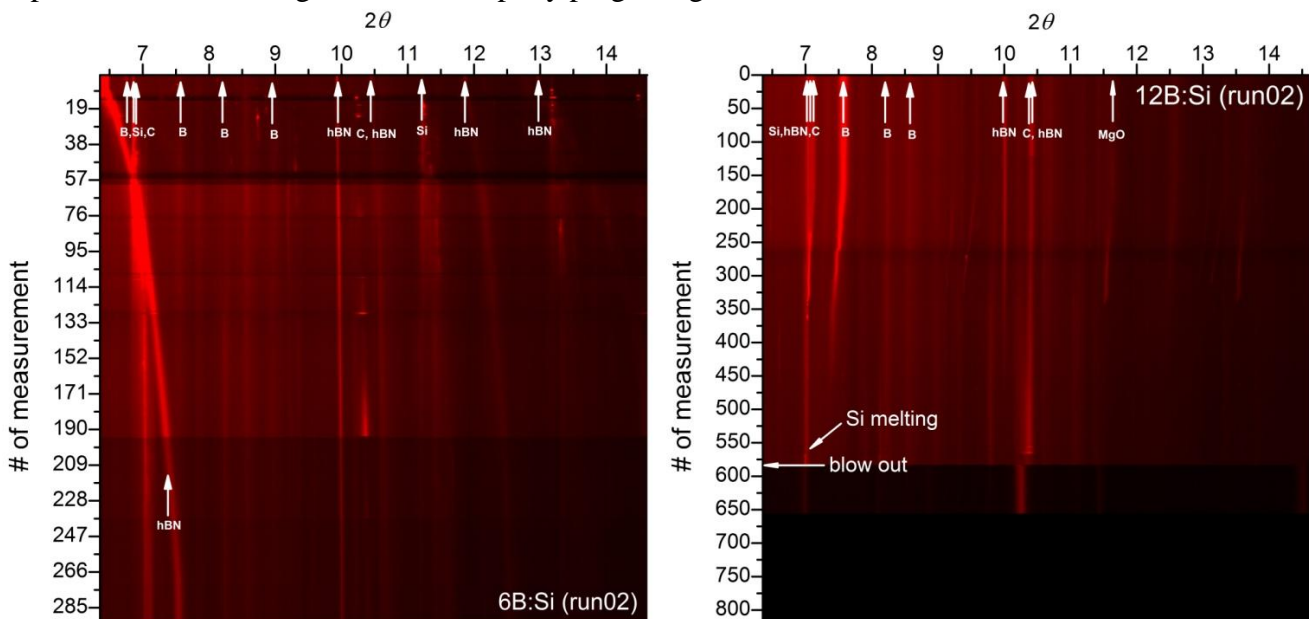 2θ
7 8 9 10 11 12 13 14
# of measurement
19
38
57
76
95
114
133
152
171
190
209
228
247
266
285
B,Si,C B B B hBN C, hBN Si hBN hBN
hBN
6B:Si (run02)
2θ
7 8 9 10 11 12 13 14
# of measurement
0
50
100
150
200
250
300
350
400
450
500
550
600
650
700
750
800
12B:Si (run02)
Si,hBN,C B B B hBN C, hBN MgO
Si melting
blow out